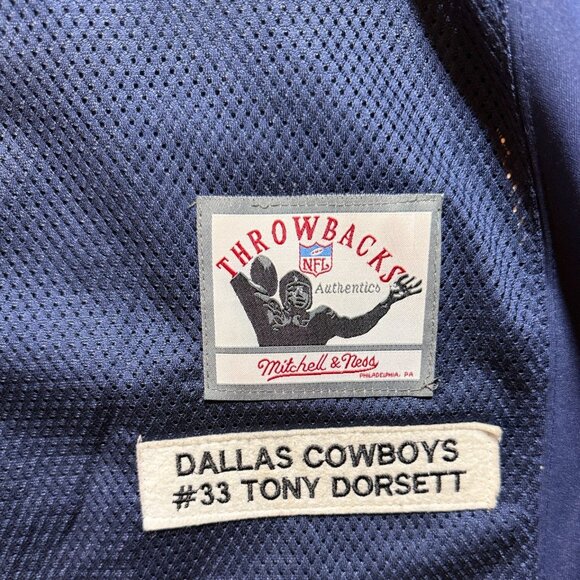 THROWBACKS
NFL
Authentics
Mitchell & Ness
PHILADELPHIA, PA
DALLAS COWBOYS
#33 TONY DORSETT